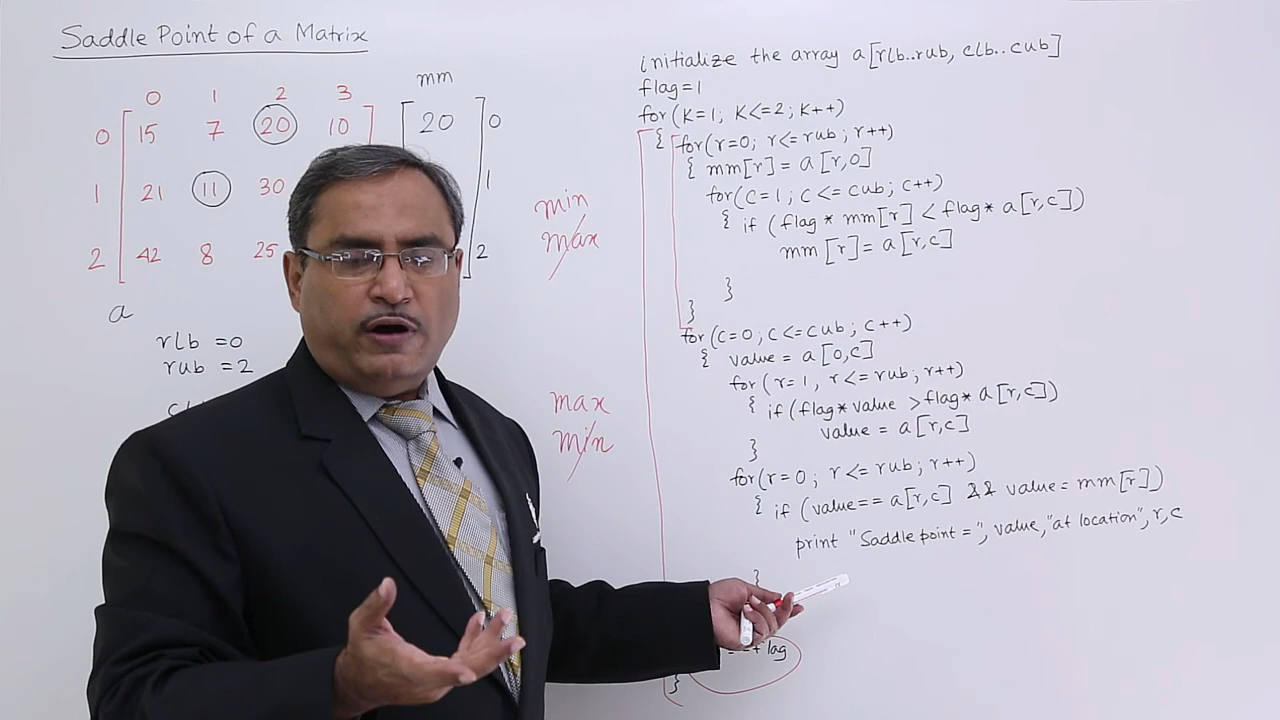 Saddle Point of a Matrix
mm
0 1 2 3
0 15 7 20 10 20 0
1 21 11 30 1
2 42 8 25 2
a
rlb =0
rub =2
min
max
max
min
initialize the array a[rlb..rub, clb..cub]
flag=1
for(K=1; K<=2; K++)
{ for(r=0; r<=rub; r++)
{ mm[r] = a[r,0]
for(c=1; c<=cub; c++)
{ if (flag * mm[r] < flag* a[r,c])
mm[r]= a[r,c]
}
}
for(c=0; c<=cub; c++)
{ value = a[0,c]
for (r=1, r<=rub; r++)
{ if(flag*value >flag* a[r,c])
value = a[r,c]
}
for(r=0; r<=rub; r++)
{ if (value== a[r,c] && value= mm[r])
print "Saddle point =", value,"at location", r,c
}
flag
}